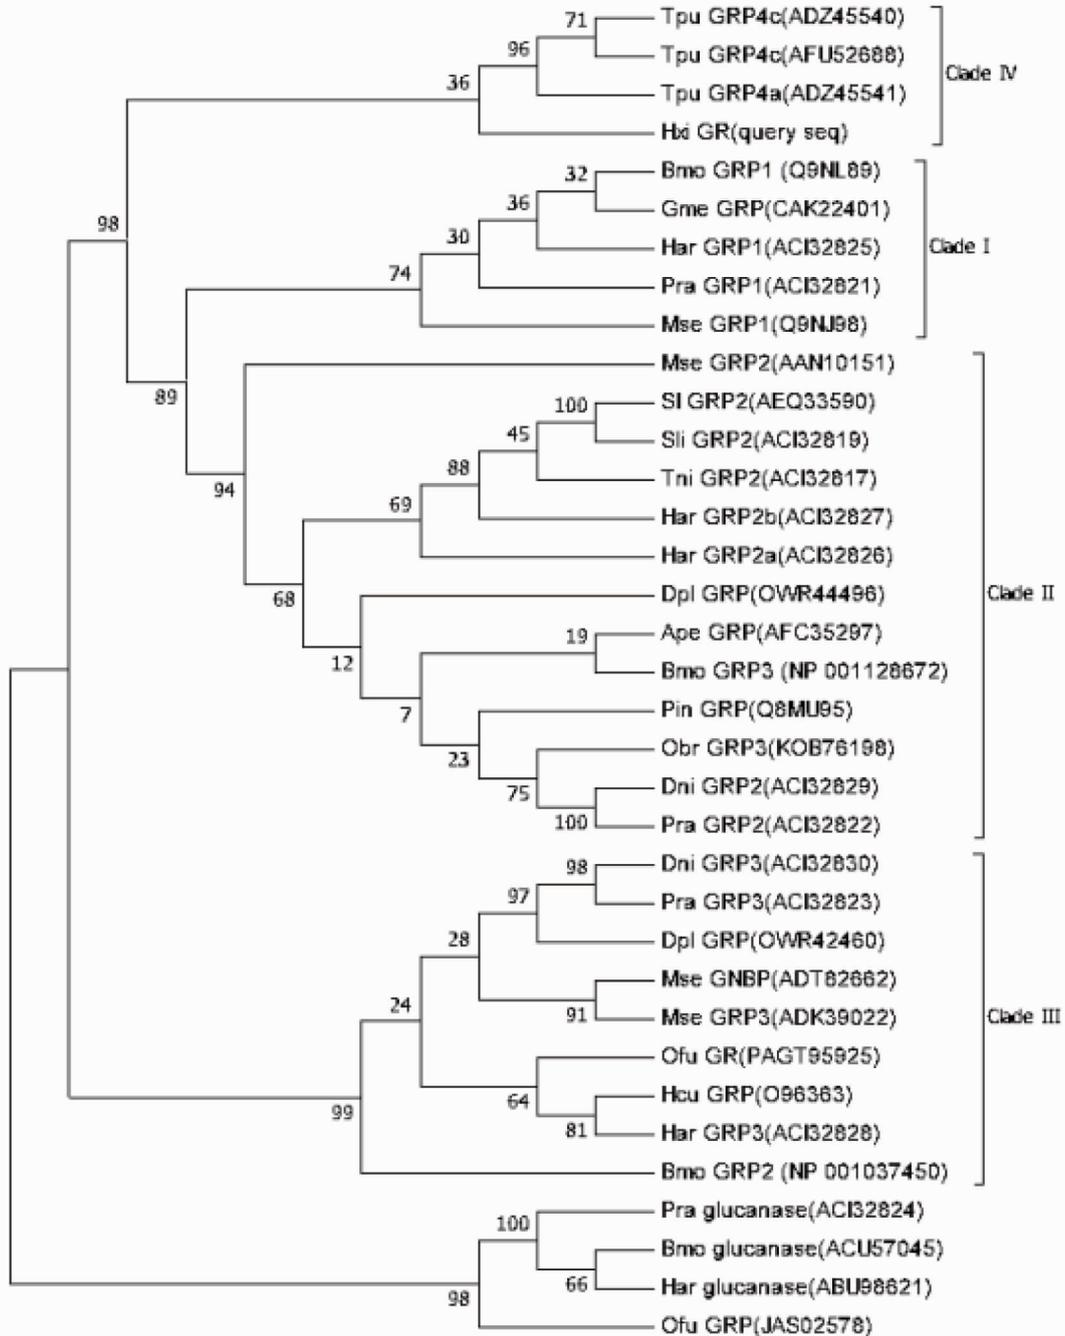 71
Tpu GRP4c(ADZ45540)
96
Tpu GRP4c(AFU52688)
36
Tpu GRP4a(ADZ45541)
Clade IV
Hxi GR(query seq)
32
Bmo GRP1 (Q9NL89)
36
Gme GRP(CAK22401)
98
30
Har GRP1(ACI32825)
Clade I
74
Pra GRP1(ACI32821)
Mse GRP1(Q9NJ98)
89
Mse GRP2(AAN10151)
100
Sl GRP2(AEQ33590)
45
Sli GRP2(ACI32819)
88
Tni GRP2(ACI32817)
94
69
Har GRP2b(ACI32827)
Har GRP2a(ACI32826)
68
Dpl GRP(OWR44496)
Clade II
19
Ape GRP(AFC35297)
12
Bmo GRP3 (NP 001128672)
7
Pin GRP(Q8MU95)
23
Obr GRP3(KOB76198)
75
Dni GRP2(ACI32829)
100
Pra GRP2(ACI32822)
98
Dni GRP3(ACI32830)
97
Pra GRP3(ACI32823)
28
Dpl GRP(OWR42460)
Mse GNBP(ADT82662)
24
91
Mse GRP3(ADK39022)
Clade III
Ofu GR(PAGT95925)
64
Hcu GRP(O96363)
99
81
Har GRP3(ACI32828)
Bmo GRP2 (NP 001037450)
100
Pra glucanase(ACI32824)
Bmo glucanase(ACU57045)
66
Har glucanase(ABU98621)
98
Ofu GRP(JAS02578)